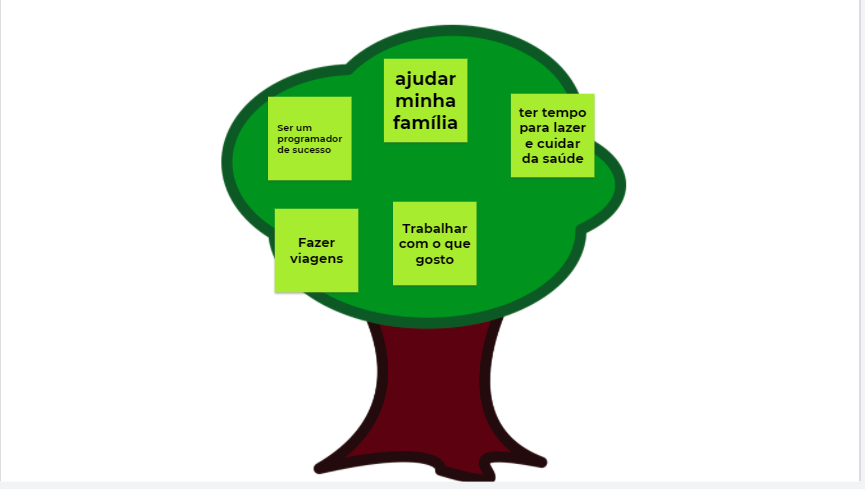 ajudar
minha
família
Ser um
programador
de sucesso
ter tempo
para lazer
e cuidar
da saúde
Fazer
viagens
Trabalhar
com o que
gosto